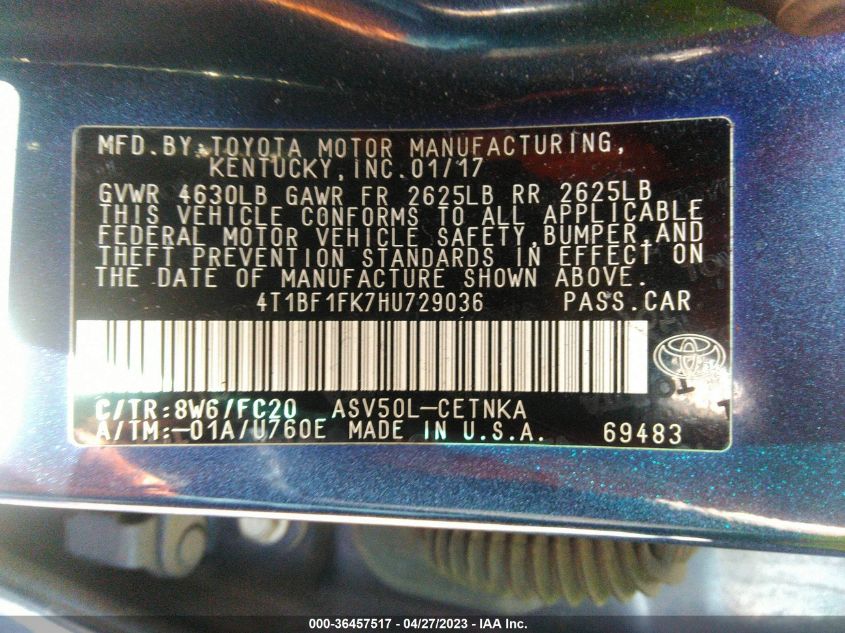 MFD.BY:TOYOTA MOTOR MANUFACTURING,
KENTUCKY,INC.01/17
GVWR 4630LB GAWR FR 2625LB RR 2625LB
THIS VEHICLE CONFORMS TO ALL APPLICABLE
FEDERAL MOTOR VEHICLE SAFETY,BUMPER,AND
THEFT PREVENTION STANDARDS IN EFFECT ON
THE DATE OF MANUFACTURE SHOWN ABOVE.
4T1BF1FK7HU729036 PASS.CAR
C/TR:8W6/FC20 ASV50L-CETNKA
A/TM:-01A/U760E MADE IN U.S.A. 69483
000-36457517 - 04/27/2023 - IAA Inc.